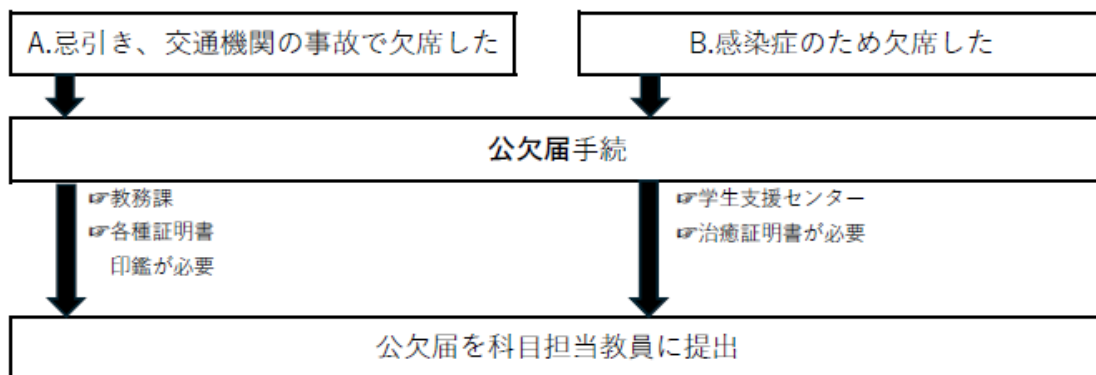 A.忌引き、交通機関の事故で欠席した
B.感染症のため欠席した
公欠届手続
☞教務課
☞各種証明書
印鑑が必要
☞学生支援センター
☞治癒証明書が必要
公欠届を科目担当教員に提出